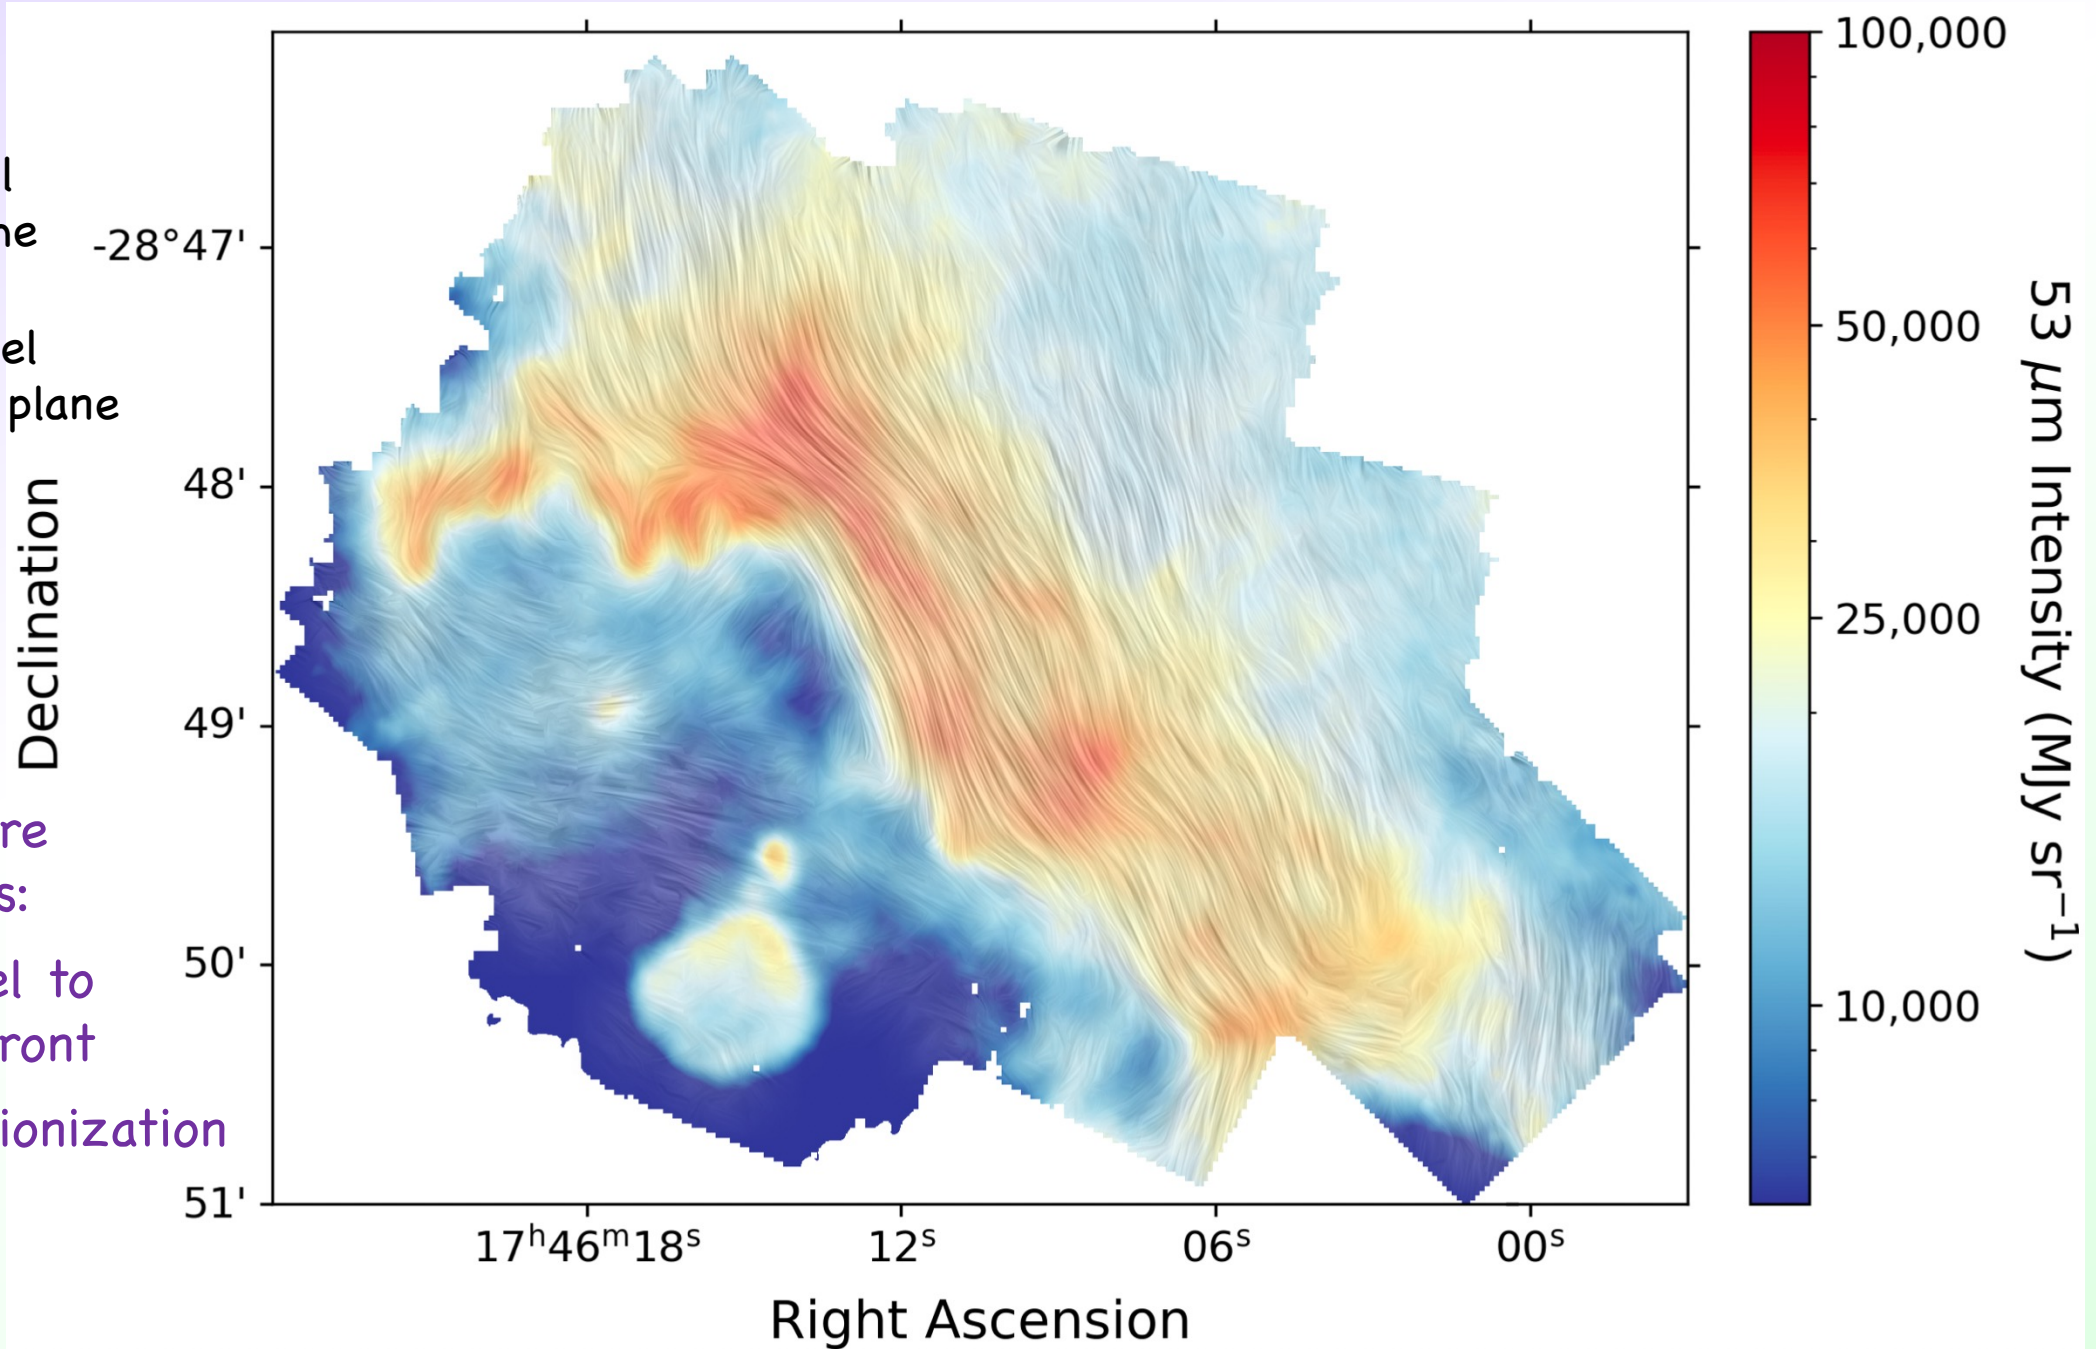 l
ne
el
plane
re
s:
el to
ront
ionization
Declination
-28°47'
48'
49'
50'
51'
17ʰ46ᵐ18ˢ 12ˢ 06ˢ 00ˢ
Right Ascension
100,000
50,000
25,000
10,000
53 μm Intensity (MJy sr⁻¹)